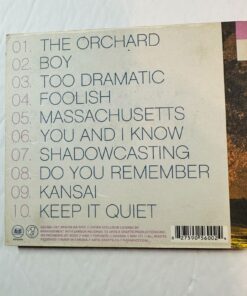 01. THE ORCHARD
02. BOY
03. TOO DRAMATIC
04. FOOLISH
05. MASSACHUSETTS
06. YOU AND I KNOW
07. SHADOWCASTING
08. DO YOU REMEMBER
09. KANSAI
10. KEEP IT QUIET